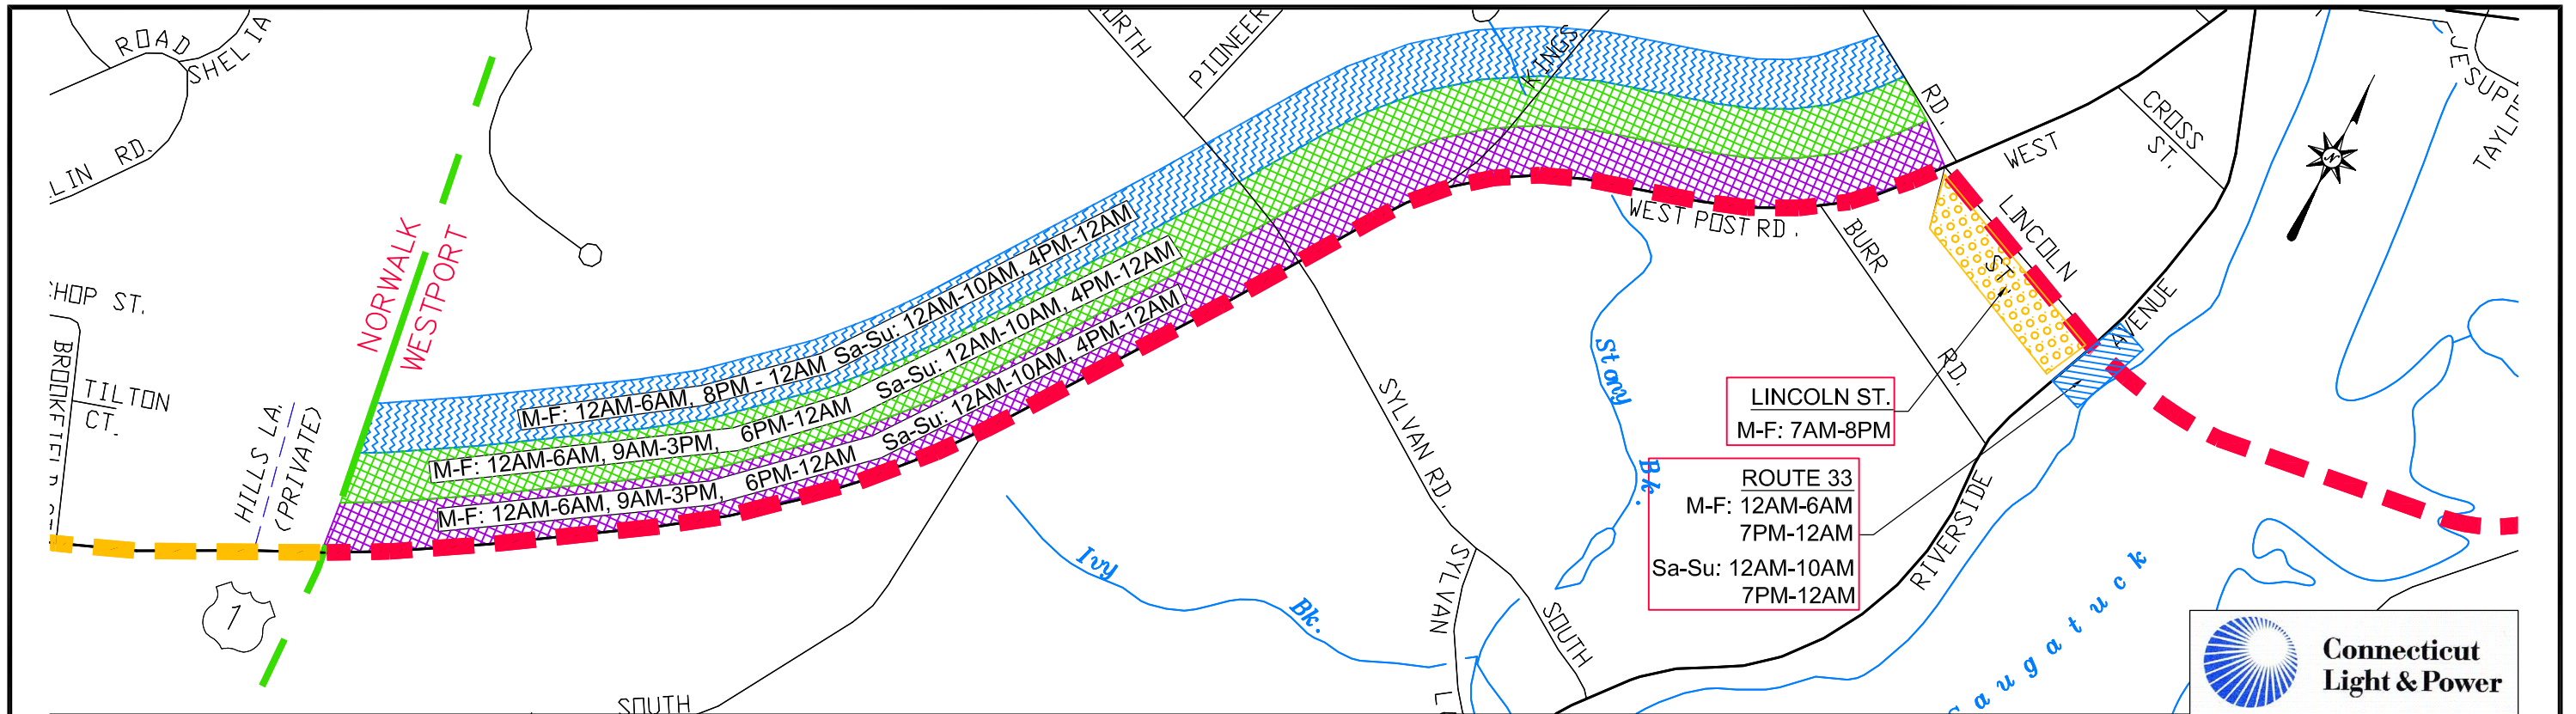 ROAD
SHELIA
LIN RD.
NORTH
PIONEER
KINGS
RD.
WEST
CROSS
ST.
JESUP
TAYL
N
NORWALK
WESTPORT
HOP ST.
BROOKFIELD ST
TILTON
CT.
HILLS LA.
(PRIVATE)
1
M-F: 12AM-6AM, 8PM - 12AM Sa-Su: 12AM-10AM, 4PM-12AM
M-F: 12AM-6AM, 9AM-3PM, 6PM-12AM Sa-Su: 12AM-10AM, 4PM-12AM
M-F: 12AM-6AM, 9AM-3PM, 6PM-12AM Sa-Su: 12AM-10AM, 4PM-12AM
WEST POST RD.
BURR
RD.
LINCOLN
ST.
AVENUE
RIVERSIDE
Stony
Bk.
SYLVAN RD.
SYLVAN
SOUTH
Ivy
Bk.
SOUTH
LINCOLN ST.
M-F: 7AM-8PM
ROUTE 33
M-F: 12AM-6AM
7PM-12AM
Sa-Su: 12AM-10AM
7PM-12AM
Saugatuck
Connecticut
Light & Power